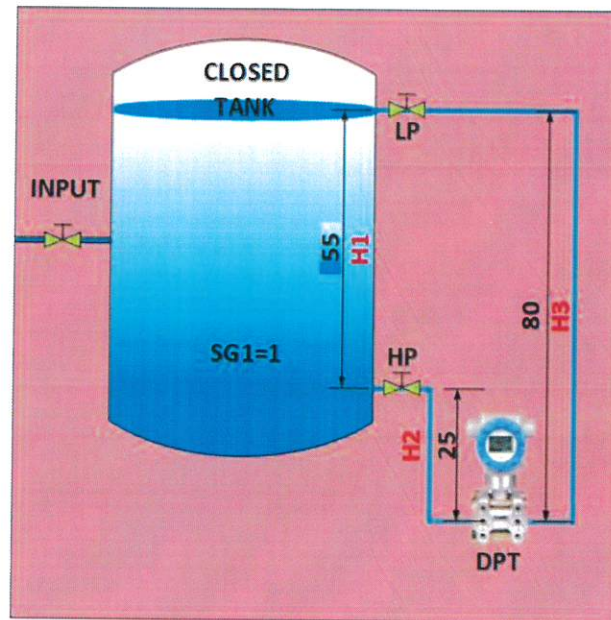 CLOSED
TANK
LP
INPUT
55
H1
80
H3
SG1=1
HP
H2
25
DPT